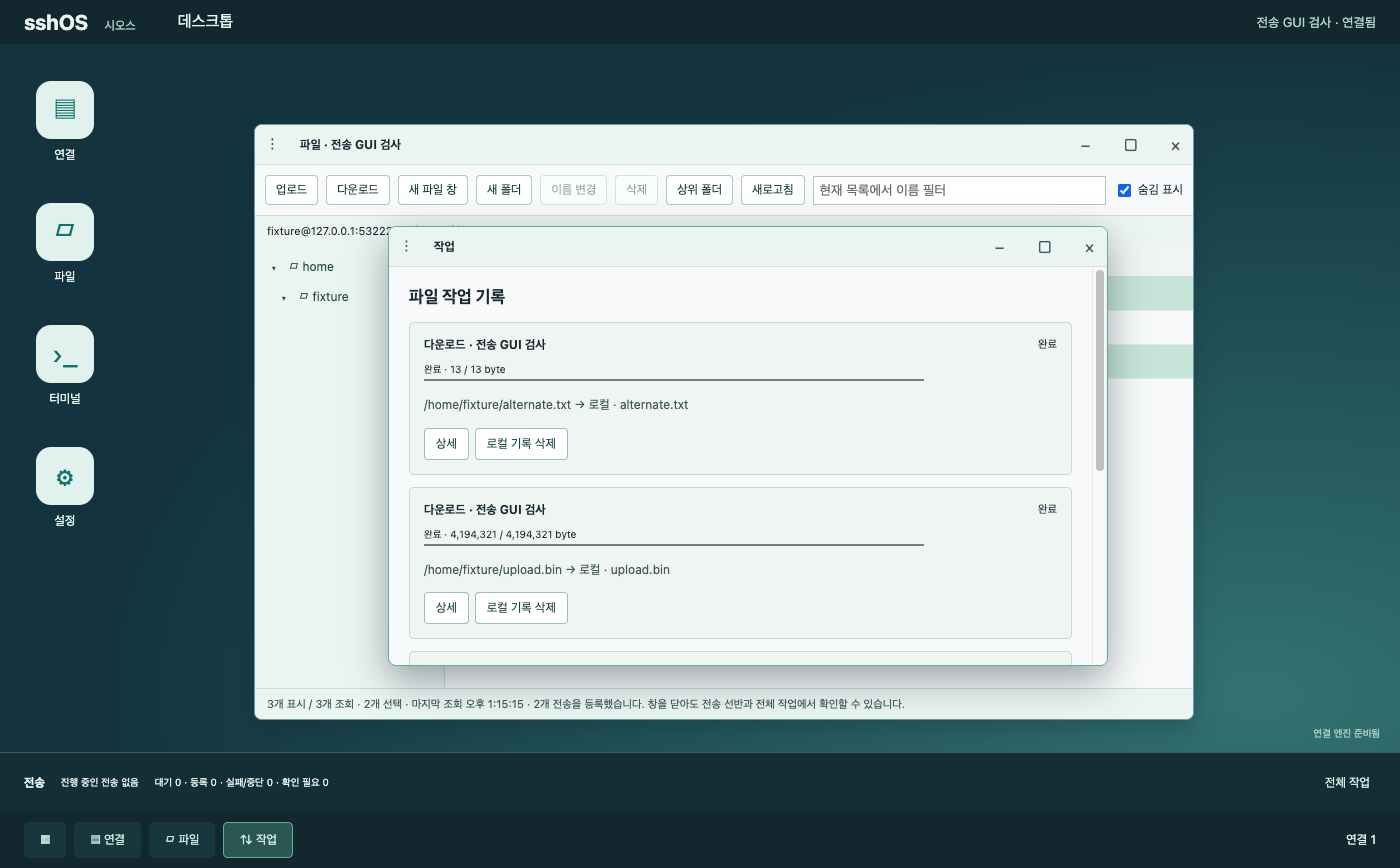 sshOS 시오스 데스크톱 전송 GUI 검사 · 연결됨
연결
파일
터미널
설정
파일 · 전송 GUI 검사
업로드 다운로드 새 파일 창 새 폴더 이름 변경 삭제 상위 폴더 새로고침 현재 목록에서 이름 필터 숨김 표시
fixture@127.0.0.1:53222
home
fixture
작업
파일 작업 기록
다운로드 · 전송 GUI 검사 완료
완료 · 13 / 13 byte
/home/fixture/alternate.txt → 로컬 · alternate.txt
상세 로컬 기록 삭제
다운로드 · 전송 GUI 검사 완료
완료 · 4,194,321 / 4,194,321 byte
/home/fixture/upload.bin → 로컬 · upload.bin
상세 로컬 기록 삭제
3개 표시 / 3개 조회 · 2개 선택 · 마지막 조회 오후 1:15:15 · 2개 전송을 등록했습니다. 창을 닫아도 전송 선반과 전체 작업에서 확인할 수 있습니다.
연결 엔진 준비됨
전송 진행 중인 전송 없음 대기 0 · 등록 0 · 실패/중단 0 · 확인 필요 0 전체 작업
연결 파일 작업 연결 1